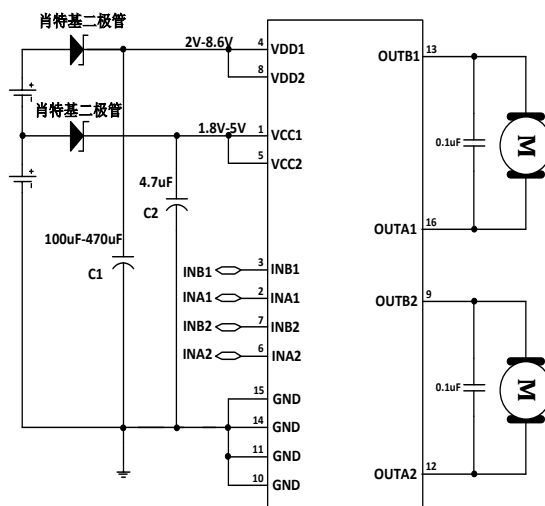 肖特基二极管
2V-8.6V
4
VDD1
8
VDD2
肖特基二极管
1.8V-5V
1
VCC1
5
VCC2
4.7uF
C2
100uF-470uF
C1
INB1
3
INB1
INA1
2
INA1
INB2
7
INB2
INA2
6
INA2
15
GND
14
GND
11
GND
10
GND
OUTB1
13
0.1uF
M
OUTA1
16
OUTB2
9
0.1uF
M
OUTA2
12